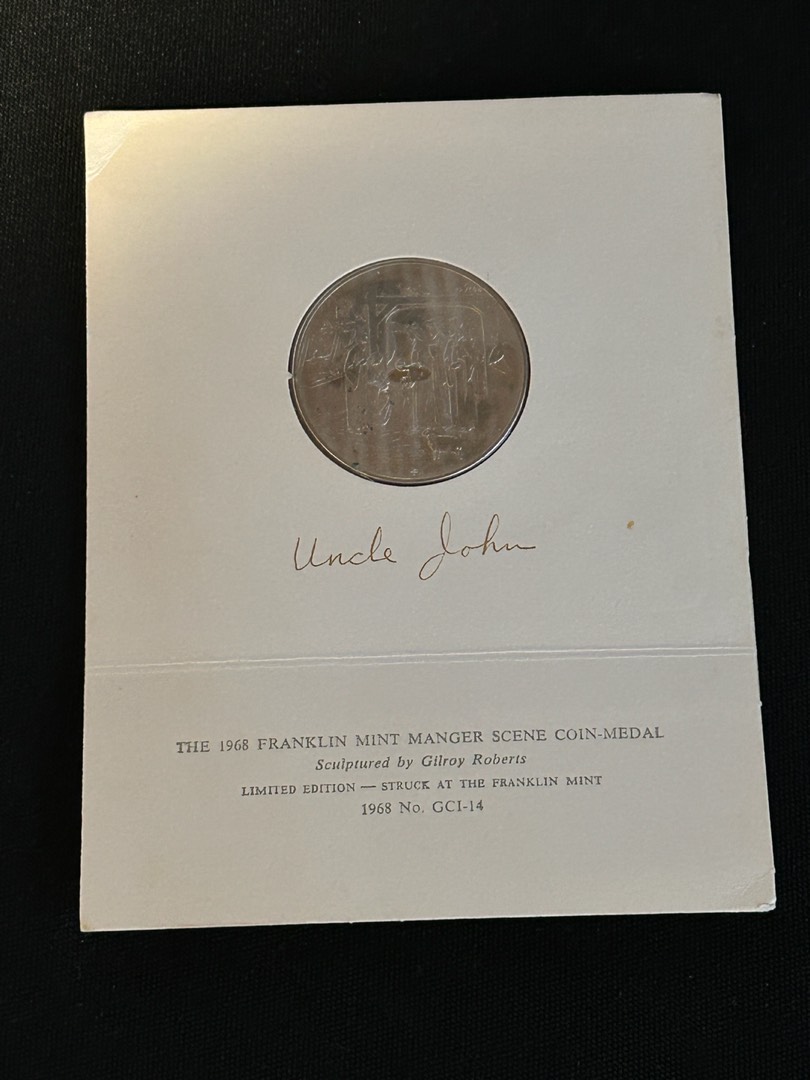 Uncle John
THE 1968 FRANKLIN MINT MANGER SCENE COIN-MEDAL
Sculptured by Gilroy Roberts
LIMITED EDITION — STRUCK AT THE FRANKLIN MINT
1968 No. GCI-14